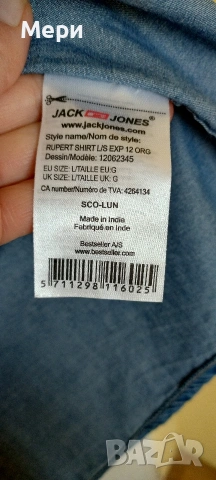 Мери
JACK JONES®
www.jackjones.com
Style name/Nom de style:
RUPERT SHIRT L/S EXP 12 ORG
Dessin/Modèle: 12062345
EU SIZE: L/TAILLE EU:G
UK SIZE: L/TAILLE UK: G
CA number/Numéro de TVA: 4264134
SCO-LUN
Made in India
Fabriqué en Inde
Bestseller A/S
www.bestseller.com
5 711298 116025
bazar